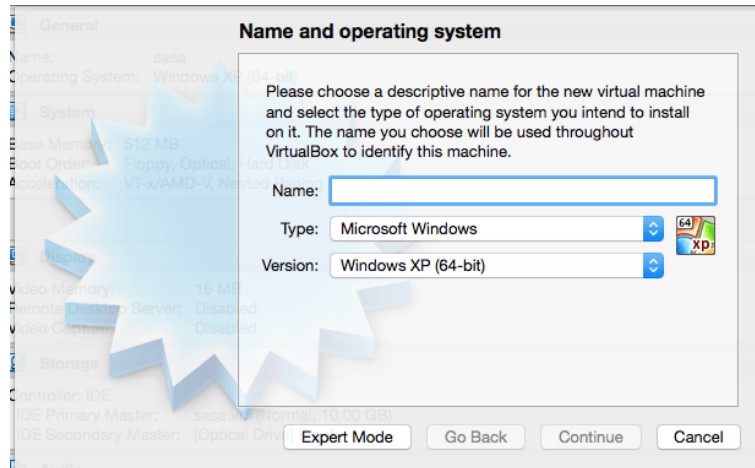 General
Name and operating system
Name: sasa
Operating System: Windows XP (64-bit)
Please choose a descriptive name for the new virtual machine
and select the type of operating system you intend to install
on it. The name you choose will be used throughout
VirtualBox to identify this machine.
System
Base Memory: 512 MB
Boot Order: Floppy, Optical, Hard Disk
Acceleration: VT-x/AMD-V, Nested Paging
Name:
Type: Microsoft Windows
64
XP
Version: Windows XP (64-bit)
Display
Video Memory: 16 MB
Remote Desktop Server: Disabled
Video Capture: Disabled
Storage
Controller: IDE
IDE Primary Master: (Normal, 10,00 GB)
IDE Secondary Master: [Optical Drive]
Expert Mode Go Back Continue Cancel
Audio